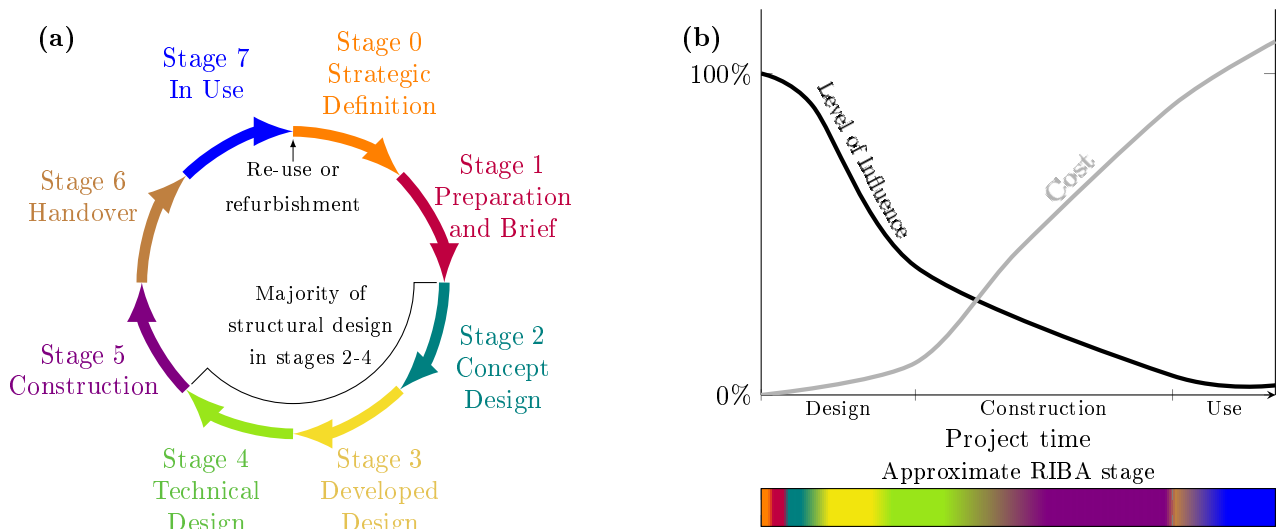 (a)
Stage 0
Strategic
Definition
Stage 1
Preparation
and Brief
Stage 2
Concept
Design
Stage 3
Developed
Design
Stage 4
Technical
Design
Stage 5
Construction
Stage 6
Handover
Stage 7
In Use
Re-use or
refurbishment
Majority of
structural design
in stages 2-4
(b)
100%
0%
Level of Influence
Cost
Design
Construction
Use
Project time
Approximate RIBA stage